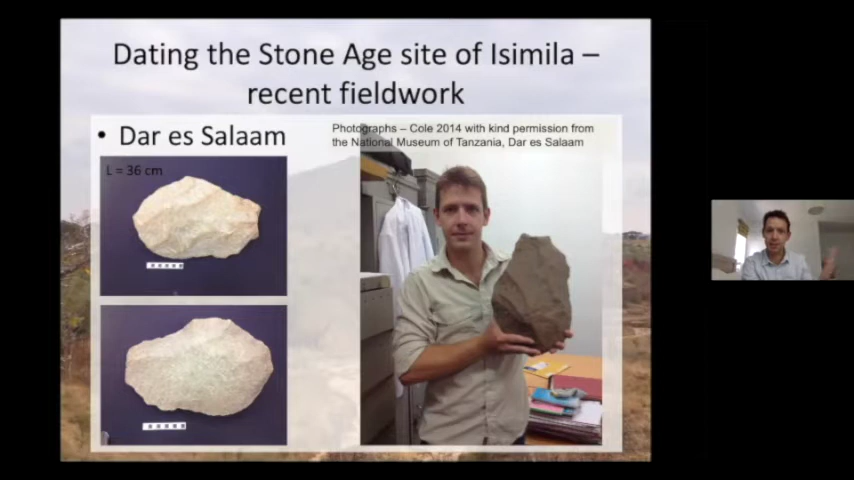 Dating the Stone Age site of Isimila –
recent fieldwork
• Dar es Salaam
Photographs – Cole 2014 with kind permission from
the National Museum of Tanzania, Dar es Salaam
L = 36 cm